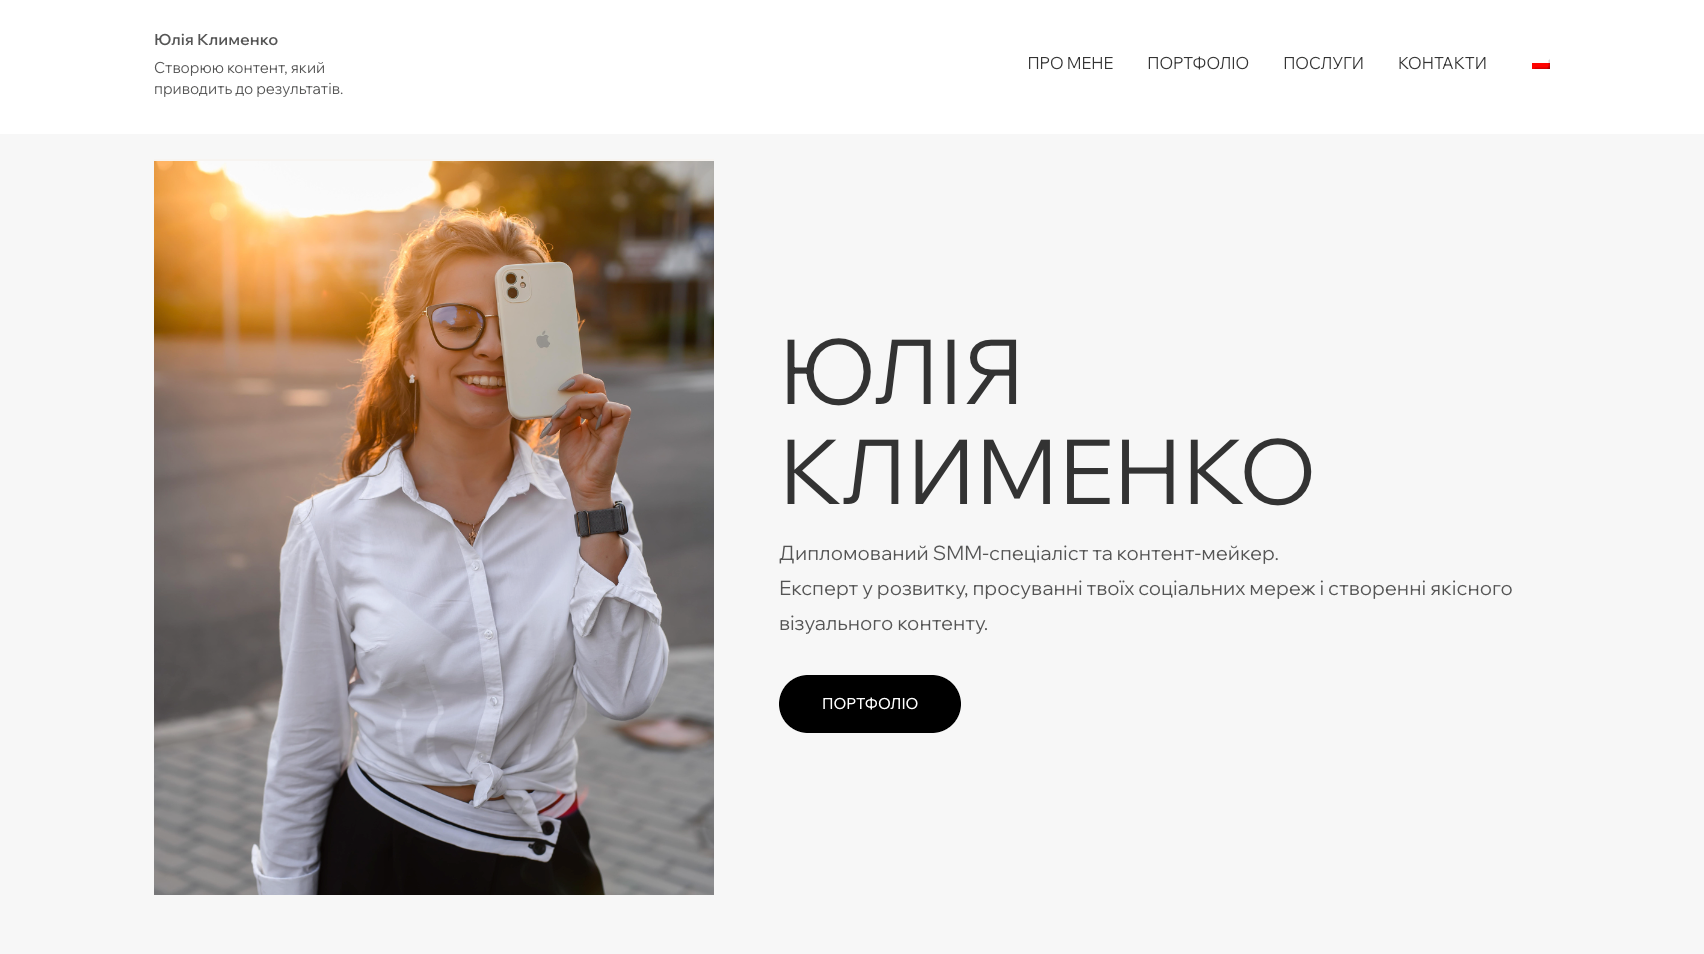 Юлія Клименко
Створюю контент, який
приводить до результатів.
ПРО МЕНЕ ПОРТФОЛІО ПОСЛУГИ КОНТАКТИ
ЮЛІЯ
КЛИМЕНКО
Дипломований SMM-спеціаліст та контент-мейкер.
Експерт у розвитку, просуванні твоїх соціальних мереж і створенні якісного
візуального контенту.
ПОРТФОЛІО